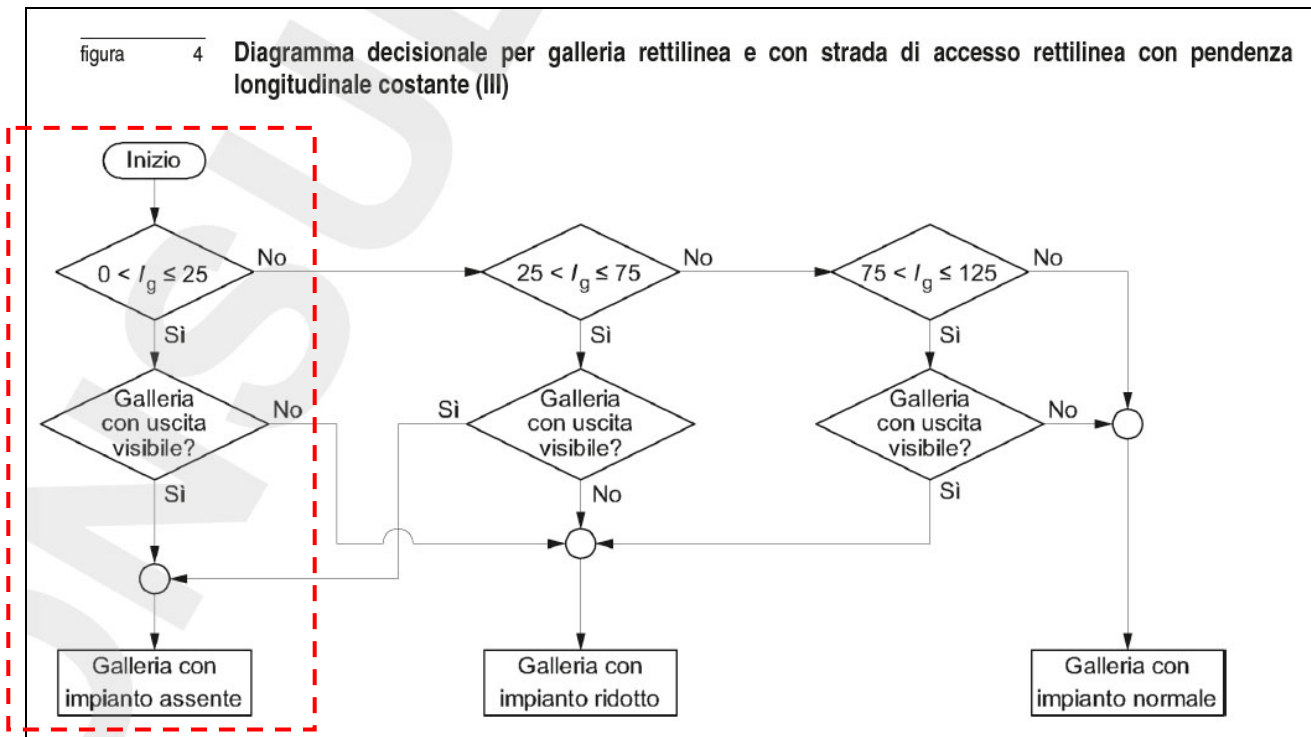 figura 4 Diagramma decisionale per galleria rettilinea e con strada di accesso rettilinea con pendenza
longitudinale costante (III)
Inizio
0 < lg ≤ 25
No
25 < lg ≤ 75
No
75 < lg ≤ 125
No
Sì
Sì
Sì
Galleria
con uscita
visibile?
No
Sì
Galleria
con uscita
visibile?
Galleria
con uscita
visibile?
No
Sì
No
Sì
Galleria con
impianto assente
Galleria con
impianto ridotto
Galleria con
impianto normale